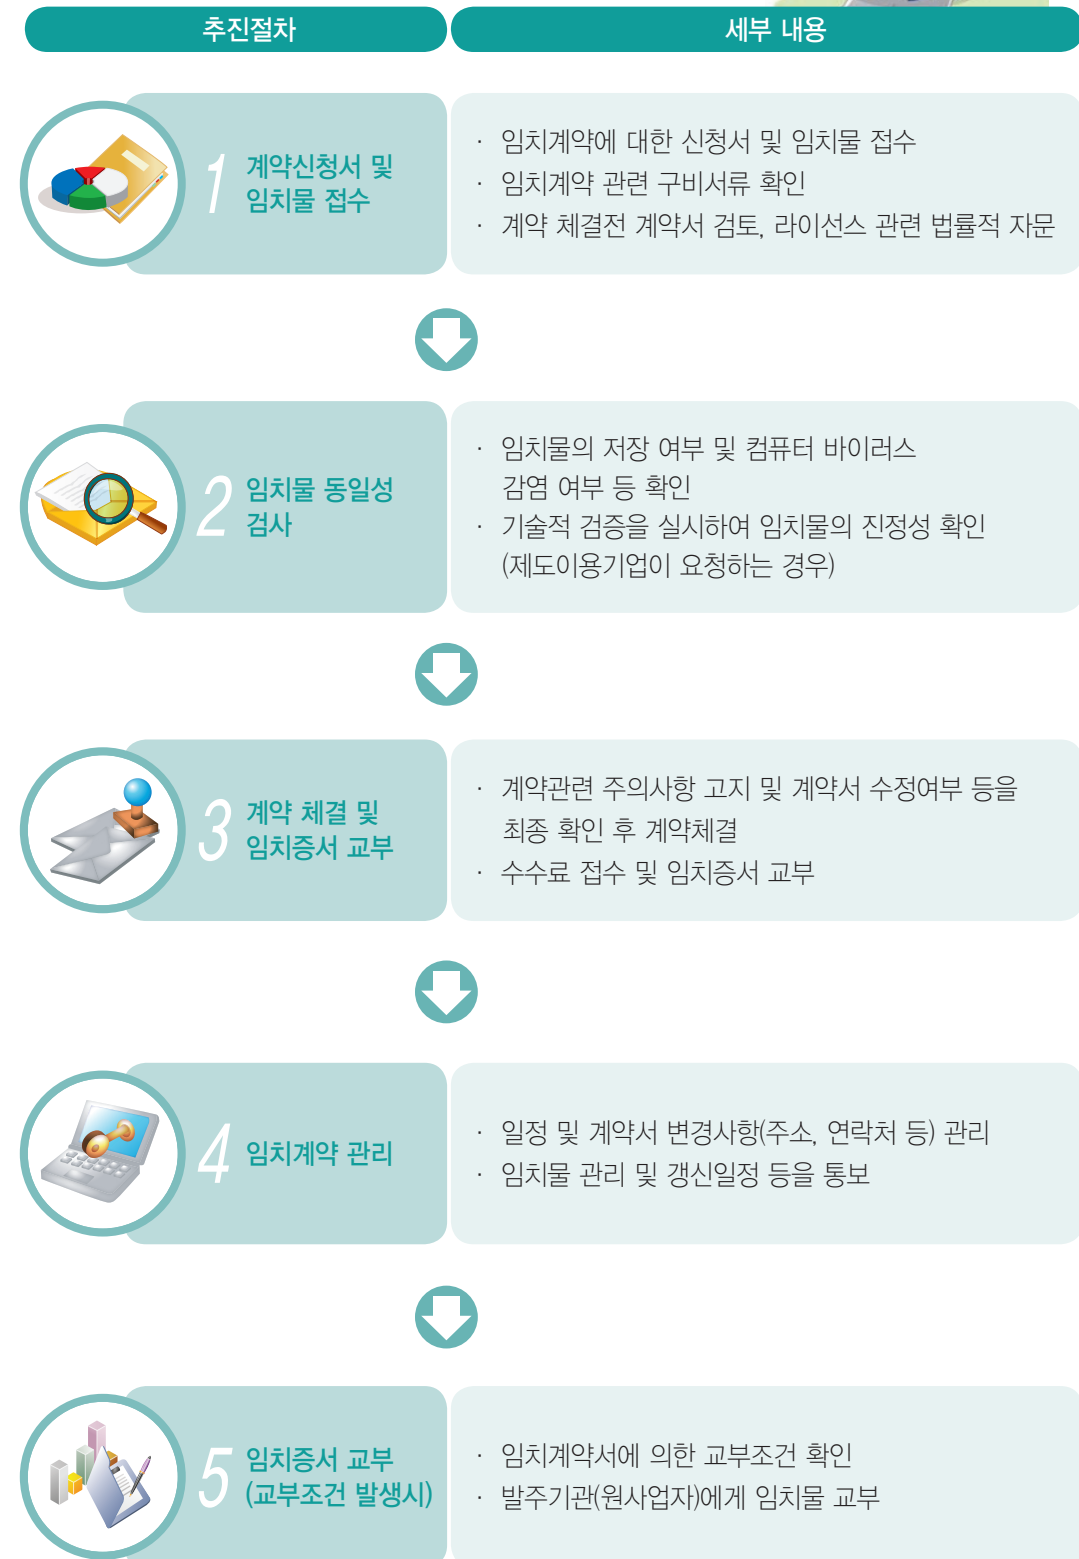 추진절차
세부 내용
1 계약신청서 및
임치물 접수
· 임치계약에 대한 신청서 및 임치물 접수
· 임치계약 관련 구비서류 확인
· 계약 체결전 계약서 검토, 라이선스 관련 법률적 자문
2 임치물 동일성
검사
· 임치물의 저장 여부 및 컴퓨터 바이러스
감염 여부 등 확인
· 기술적 검증을 실시하여 임치물의 진정성 확인
(제도이용기업이 요청하는 경우)
3 계약 체결 및
임치증서 교부
· 계약관련 주의사항 고지 및 계약서 수정여부 등을
최종 확인 후 계약체결
· 수수료 접수 및 임치증서 교부
4 임치계약 관리
· 일정 및 계약서 변경사항(주소, 연락처 등) 관리
· 임치물 관리 및 갱신일정 등을 통보
5 임치증서 교부
(교부조건 발생시)
· 임치계약서에 의한 교부조건 확인
· 발주기관(원사업자)에게 임치물 교부